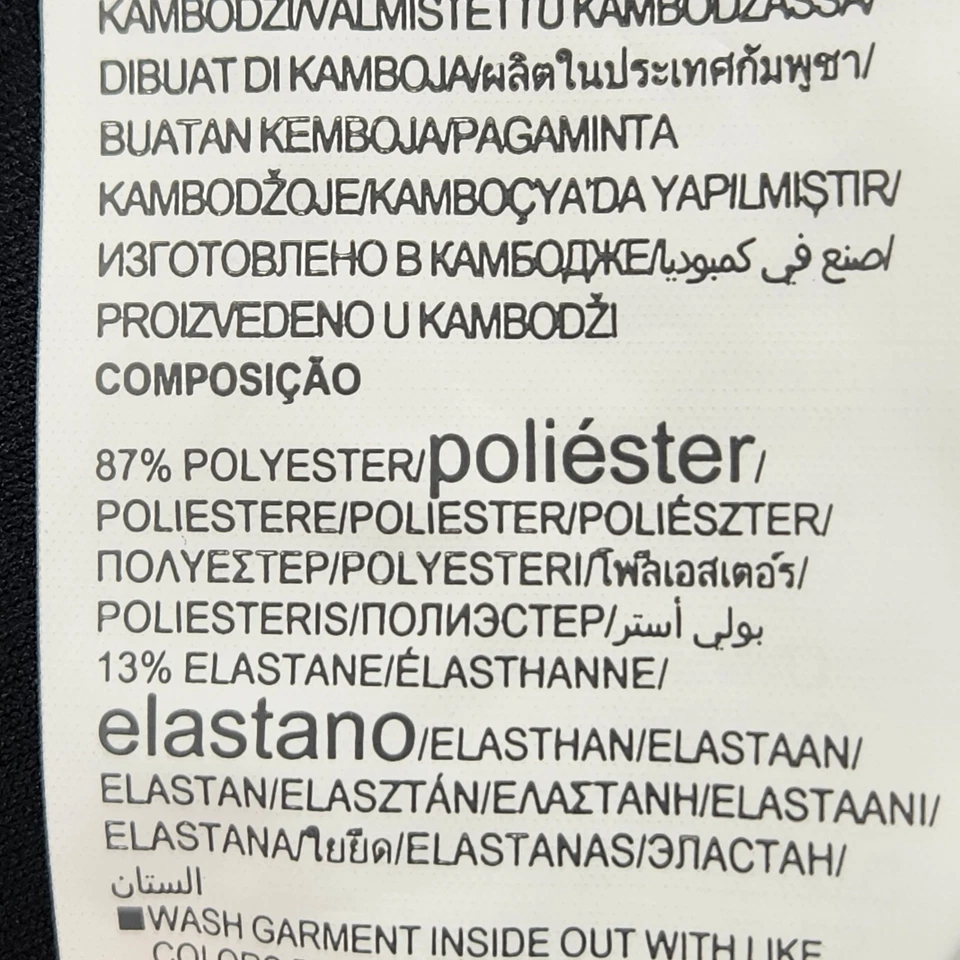 KAMBODŽI/VALMISTETTU KAMBODŽASSA/
DIBUAT DI KAMBOJA/ผลิตในประเทศกัมพูชา/
BUATAN KEMBOJA/PAGAMINTA
KAMBODŽOJE/KAMBOÇYA'DA YAPILMIŞTIR/
ИЗГОТОВЛЕНО В КАМБОДЖЕ/صنع في كمبوديا/
PROIZVEDENO U KAMBODŽI
COMPOSIÇÃO
87% POLYESTER/poliéster/
POLIESTERE/POLIESTER/POLIÉSZTER/
ΠΟΛΥΕΣΤΕΡ/POLYESTERI/โพลีเอสเตอร์/
POLIESTERIS/ПОЛИЭСТЕР/بولي أستر
13% ELASTANE/ÉLASTHANNE/
elastano/ELASTHAN/ELASTAAN/
ELASTAN/ELASZTÁN/ΕΛΑΣΤΑΝΗ/ELASTAANI/
ELASTANA/ใยยืด/ELASTANAS/ЭЛАСТАН/
الستان
■WASH GARMENT INSIDE OUT WITH LIKE
COLORS